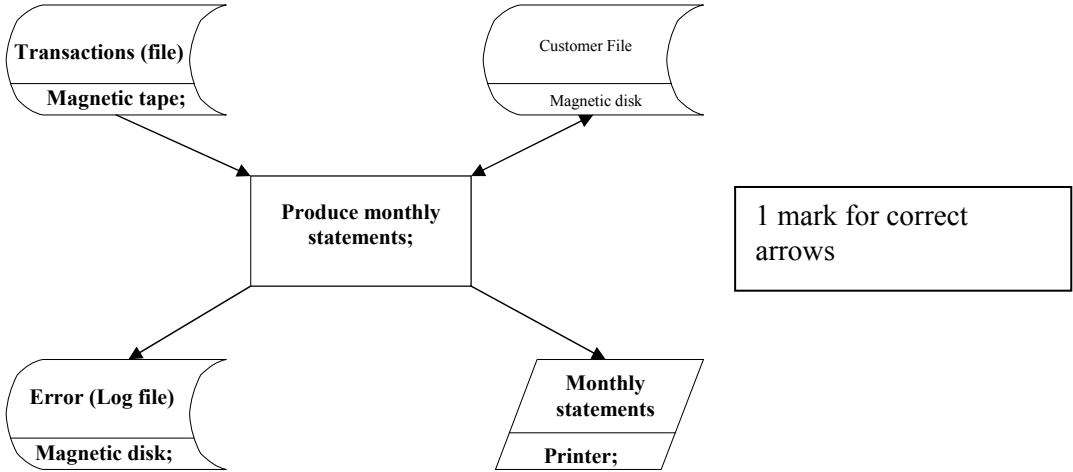 Transactions (file)
Magnetic tape;
Customer File
Magnetic disk
Produce monthly
statements;
1 mark for correct
arrows
Error (Log file)
Magnetic disk;
Monthly
statements
Printer;